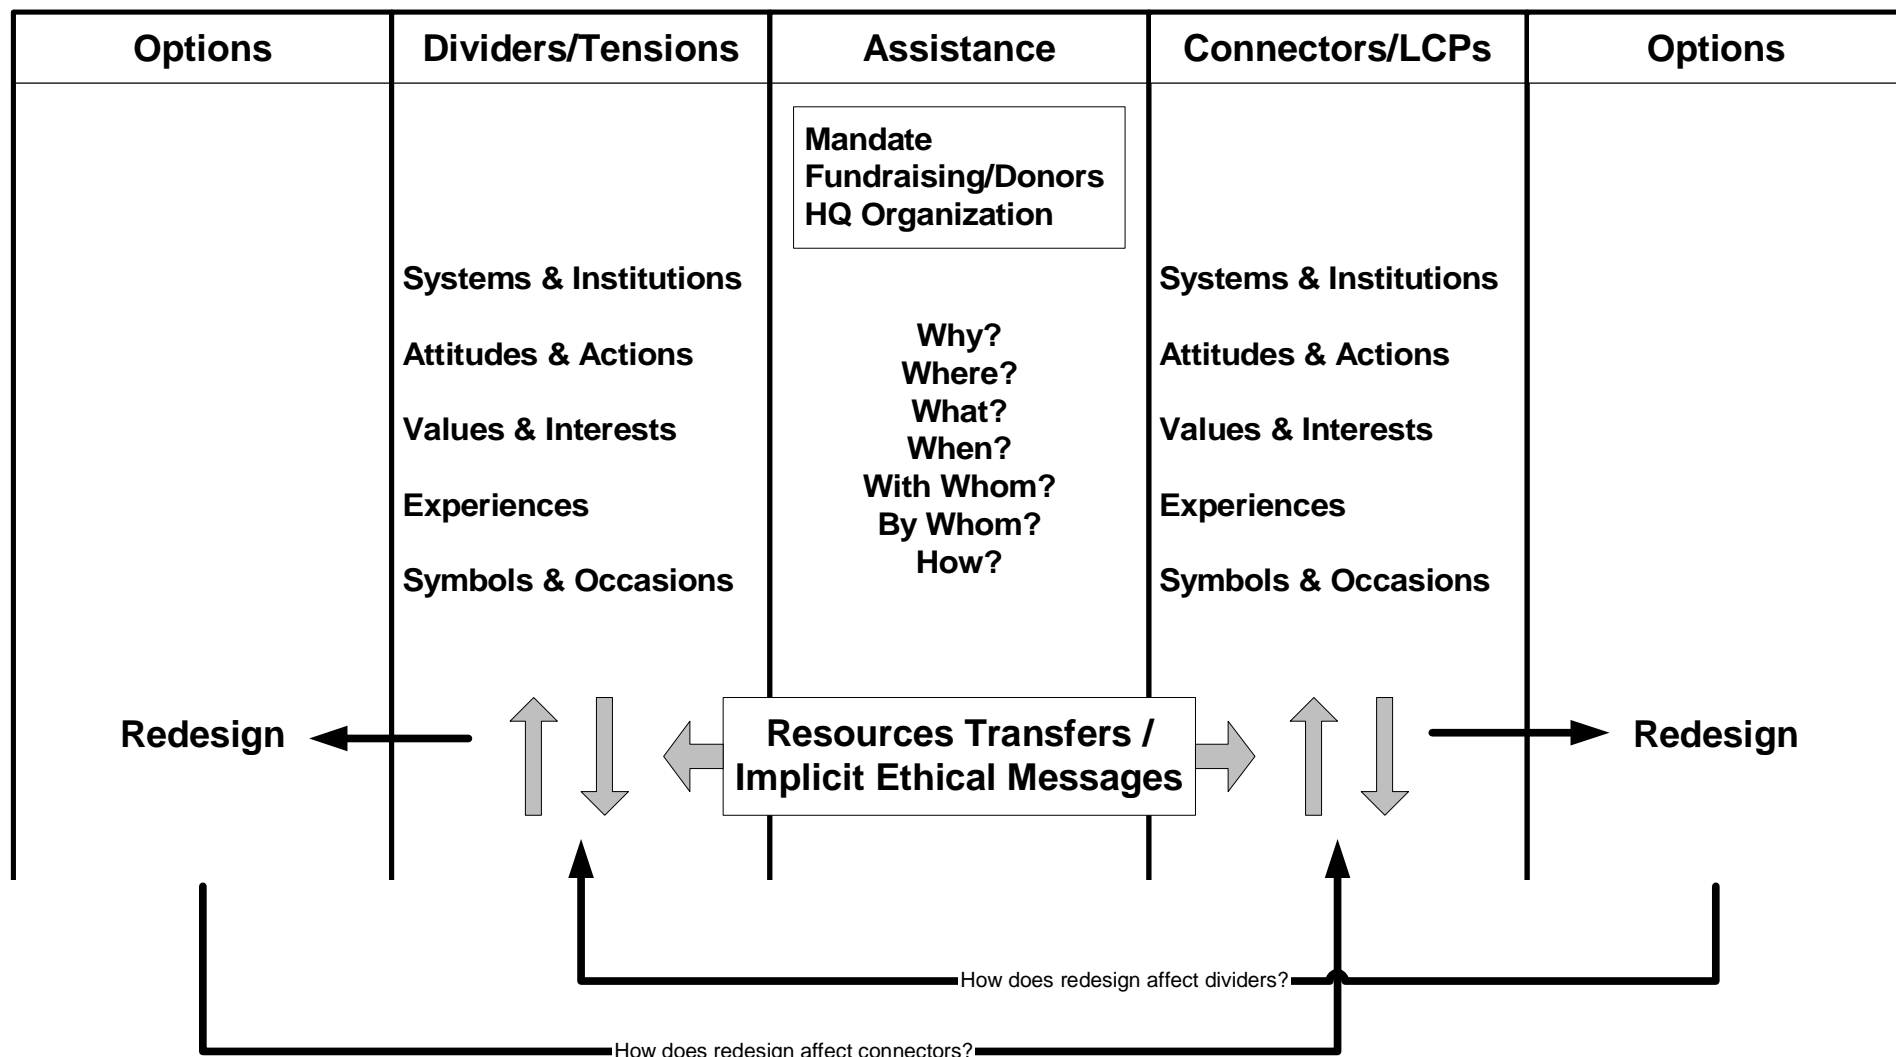 Options
Dividers/Tensions
Assistance
Connectors/LCPs
Options
Mandate
Fundraising/Donors
HQ Organization
Systems & Institutions
Attitudes & Actions
Values & Interests
Experiences
Symbols & Occasions
Why?
Where?
What?
When?
With Whom?
By Whom?
How?
Systems & Institutions
Attitudes & Actions
Values & Interests
Experiences
Symbols & Occasions
Redesign
Resources Transfers /
Implicit Ethical Messages
Redesign
How does redesign affect dividers?
How does redesign affect connectors?